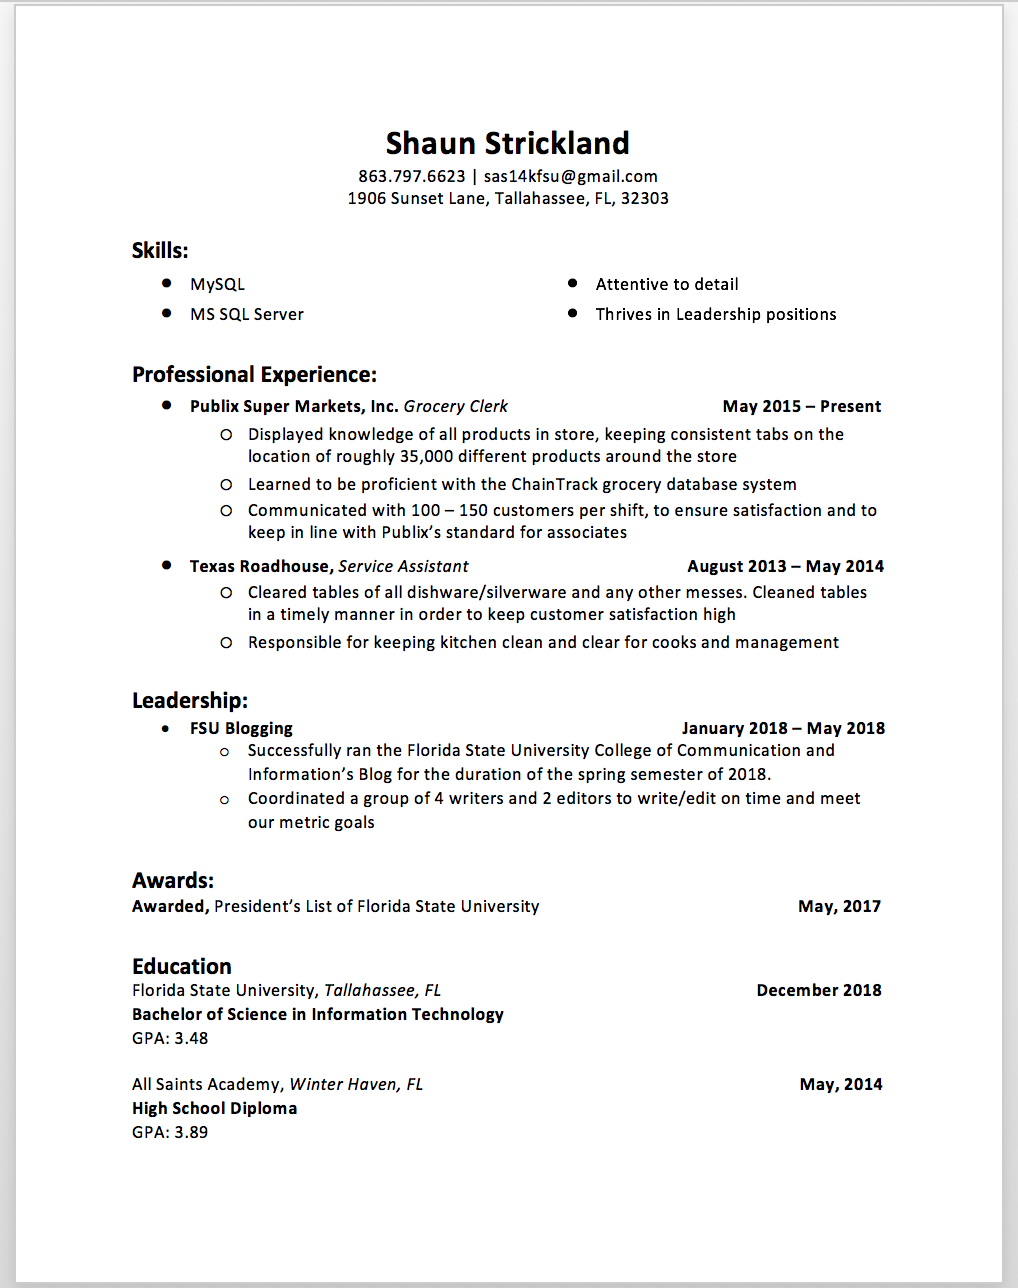 Shaun Strickland
863.797.6623 | sas14kfsu@gmail.com
1906 Sunset Lane, Tallahassee, FL, 32303
Skills:
● MySQL
● MS SQL Server
● Attentive to detail
● Thrives in Leadership positions
Professional Experience:
● Publix Super Markets, Inc. Grocery Clerk May 2015 – Present
○ Displayed knowledge of all products in store, keeping consistent tabs on the
location of roughly 35,000 different products around the store
○ Learned to be proficient with the ChainTrack grocery database system
○ Communicated with 100 – 150 customers per shift, to ensure satisfaction and to
keep in line with Publix’s standard for associates
● Texas Roadhouse, Service Assistant August 2013 – May 2014
○ Cleared tables of all dishware/silverware and any other messes. Cleaned tables
in a timely manner in order to keep customer satisfaction high
○ Responsible for keeping kitchen clean and clear for cooks and management
Leadership:
• FSU Blogging January 2018 – May 2018
○ Successfully ran the Florida State University College of Communication and
Information’s Blog for the duration of the spring semester of 2018.
○ Coordinated a group of 4 writers and 2 editors to write/edit on time and meet
our metric goals
Awards:
Awarded, President’s List of Florida State University May, 2017
Education
Florida State University, Tallahassee, FL December 2018
Bachelor of Science in Information Technology
GPA: 3.48
All Saints Academy, Winter Haven, FL May, 2014
High School Diploma
GPA: 3.89